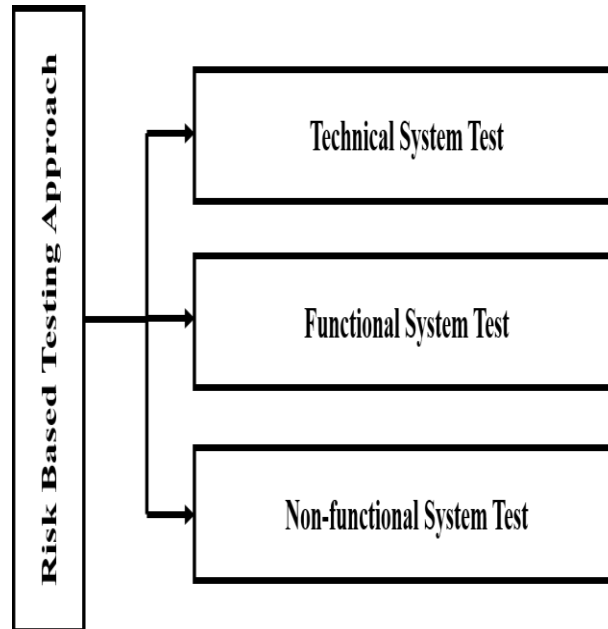 Risk Based Testing Approach
Technical System Test
Functional System Test
Non-functional System Test